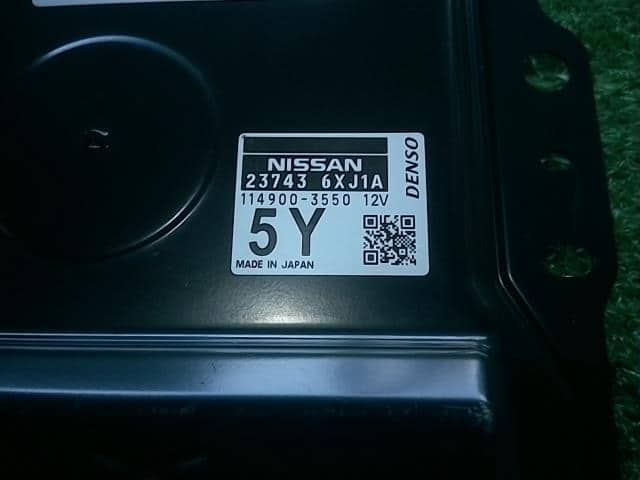 NISSAN
23743 6XJ1A
114900-3550 12V
5Y
MADE IN JAPAN
DENSO